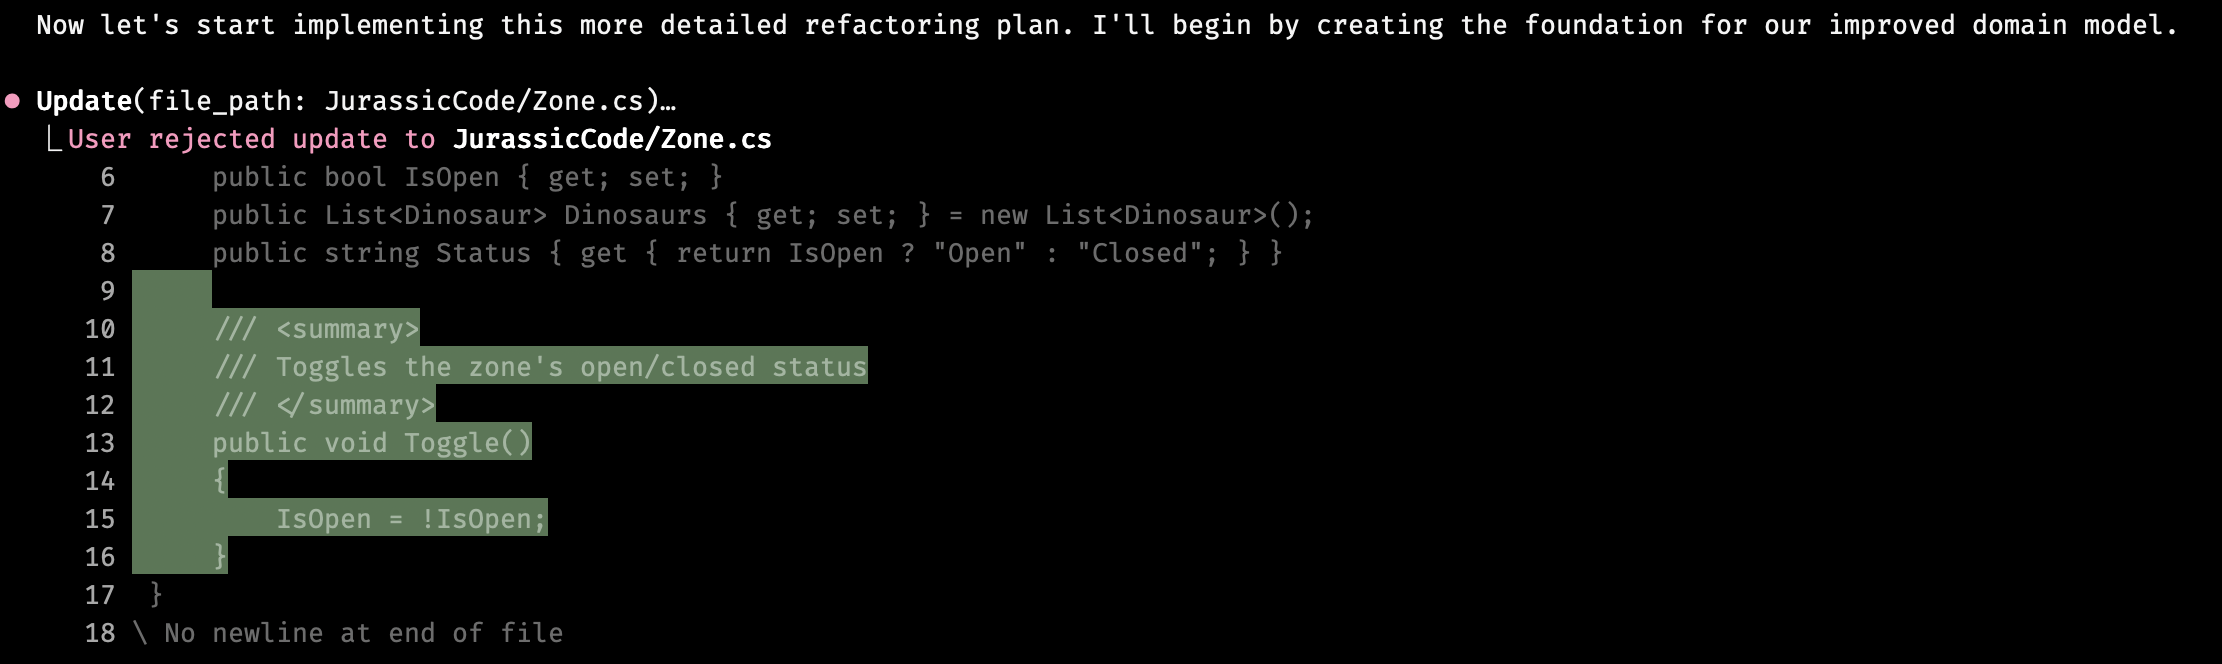 Now let's start implementing this more detailed refactoring plan. I'll begin by creating the foundation for our improved domain model.
● Update(file_path: JurassicCode/Zone.cs)…
⎿ User rejected update to JurassicCode/Zone.cs
6      public bool IsOpen { get; set; }
7      public List<Dinosaur> Dinosaurs { get; set; } = new List<Dinosaur>();
8      public string Status { get { return IsOpen ? "Open" : "Closed"; } }
9
10     /// <summary>
11     /// Toggles the zone's open/closed status
12     /// </summary>
13     public void Toggle()
14     {
15         IsOpen = !IsOpen;
16     }
17 }
18 \ No newline at end of file